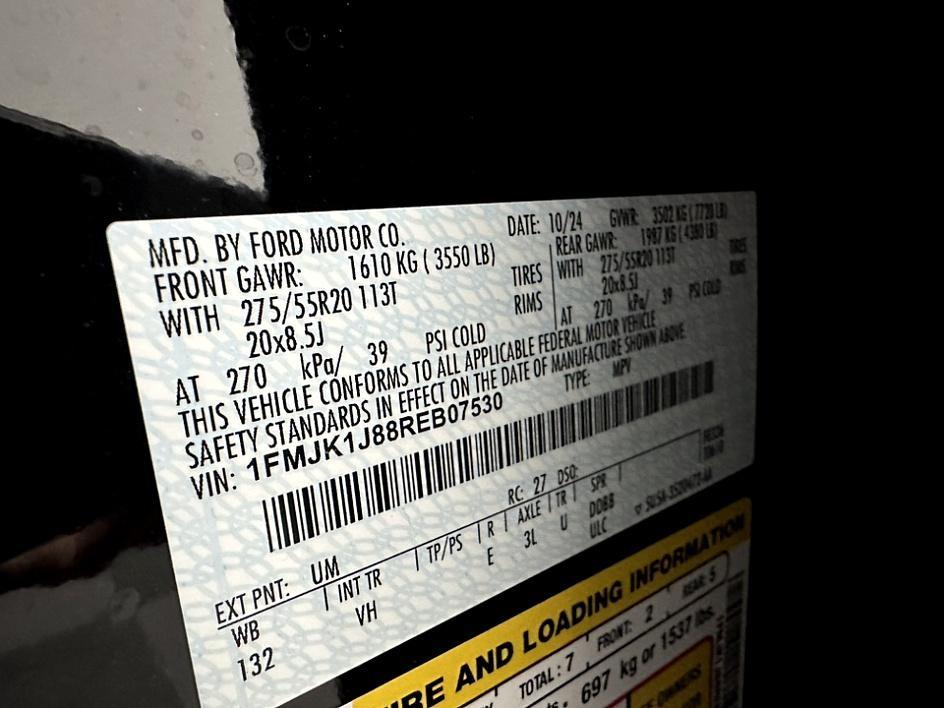 MFD. BY FORD MOTOR CO.
DATE: 10/24 GVWR: 3502 KG ( 7720 LB)
FRONT GAWR: 1610 KG ( 3550 LB)
REAR GAWR: 1987 KG ( 4380 LB)
WITH 275/55R20 113T TIRES
WITH 275/55R20 113T TIRES
20x8.5J RIMS
20x8.5J RIMS
AT 270 kPa/ 39 PSI COLD
AT 270 kPa/ 39 PSI COLD
THIS VEHICLE CONFORMS TO ALL APPLICABLE FEDERAL MOTOR VEHICLE
SAFETY STANDARDS IN EFFECT ON THE DATE OF MANUFACTURE SHOWN ABOVE.
VIN: 1FMJK1J88REB07530 TYPE: MPV
EXT PNT: UM RC: 27 DSO:
WB INT TR TP/PS R AXLE TR SPR
132 VH E 3L U DDBB
ULC
RE AND LOADING INFORMATION
TOTAL: 7 FRONT: 2 REAR: 5
697 kg or 1537 lbs.
OWNERS